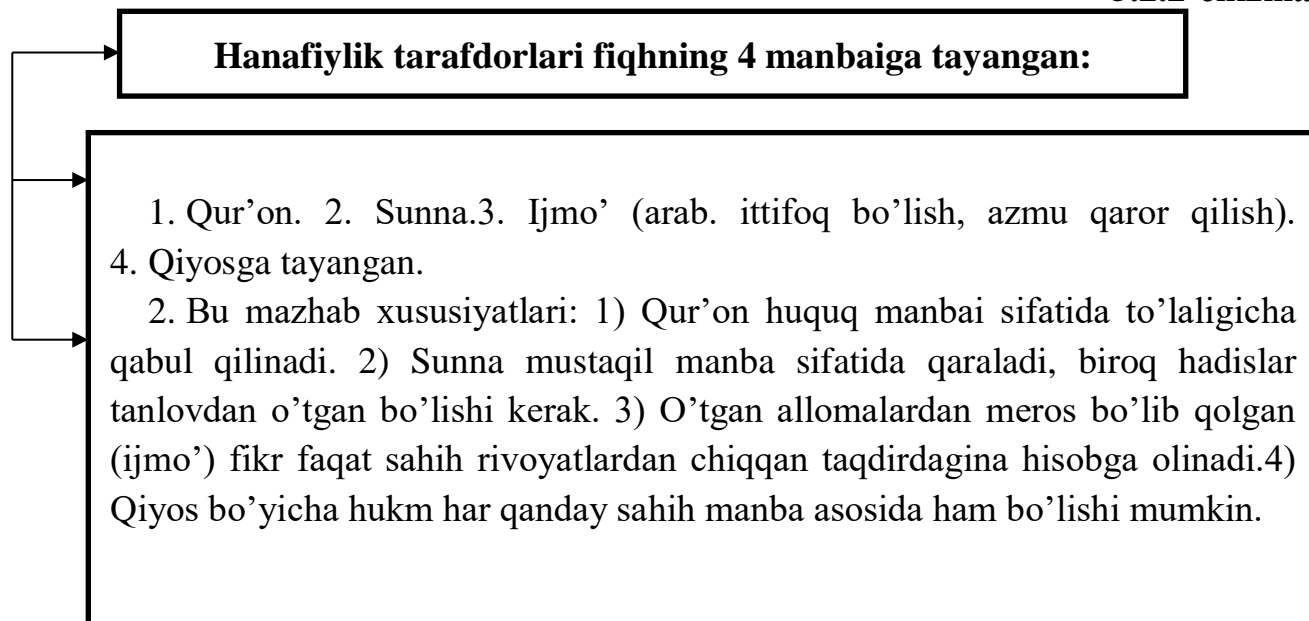 Hanafiylik tarafdorlari fiqhning 4 manbaiga tayangan:
1. Qur’on. 2. Sunna.3. Ijmo’ (arab. ittifoq bo’lish, azmu qaror qilish).
4. Qiyosga tayangan.
2. Bu mazhab xususiyatlari: 1) Qur’on huquq manbai sifatida to’laligicha
qabul qilinadi. 2) Sunna mustaqil manba sifatida qaraladi, biroq hadislar
tanlovdan o’tgan bo’lishi kerak. 3) O’tgan allomalardan meros bo’lib qolgan
(ijmo’) fikr faqat sahih rivoyatlardan chiqqan taqdirdagina hisobga olinadi.4)
Qiyos bo’yicha hukm har qanday sahih manba asosida ham bo’lishi mumkin.